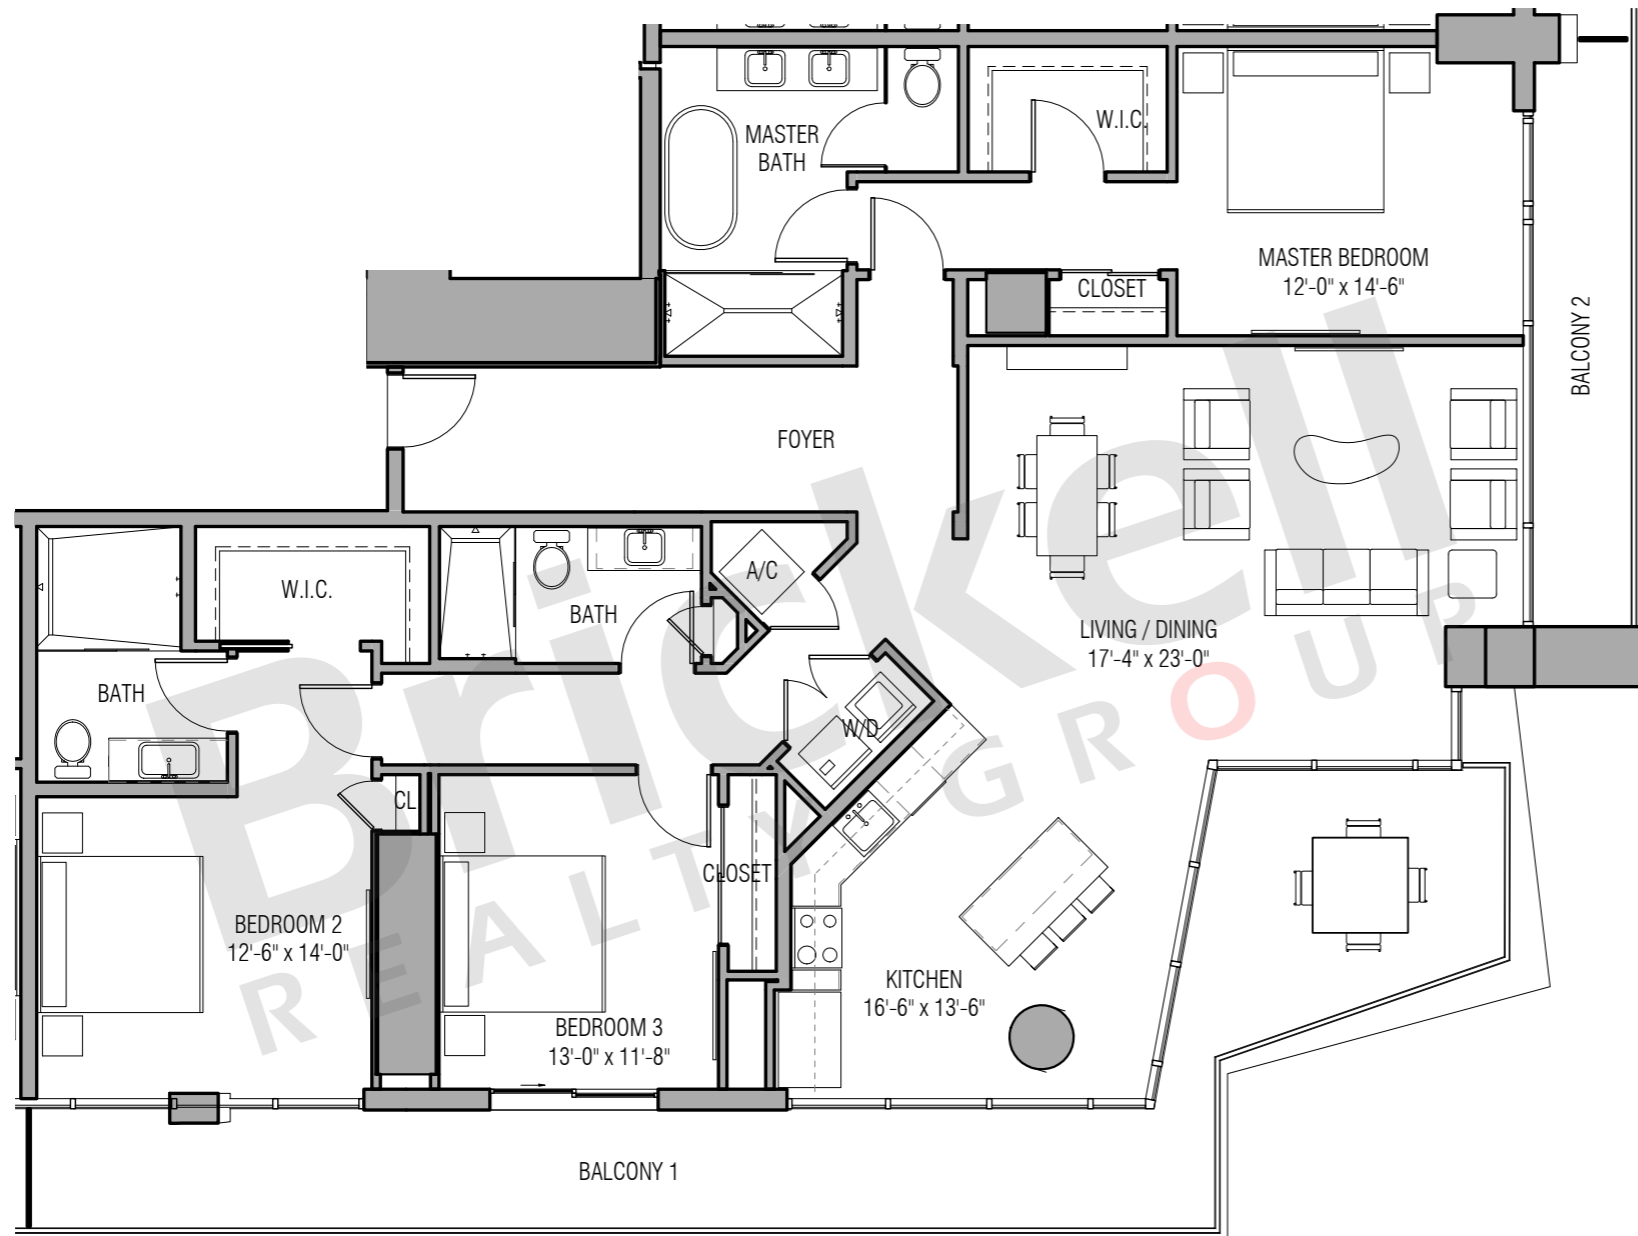 MASTER
BATH
W.I.C.
MASTER BEDROOM
12'-0" x 14'-6"
CLOSET
BALCONY 2
FOYER
W.I.C.
A/C
BATH
LIVING / DINING
17'-4" x 23'-0"
BATH
W/D
CL
CLOSET
BEDROOM 2
12'-6" x 14'-0"
KITCHEN
16'-6" x 13'-6"
BEDROOM 3
13'-0" x 11'-8"
BALCONY 1
Brickell
REALTY GROUP